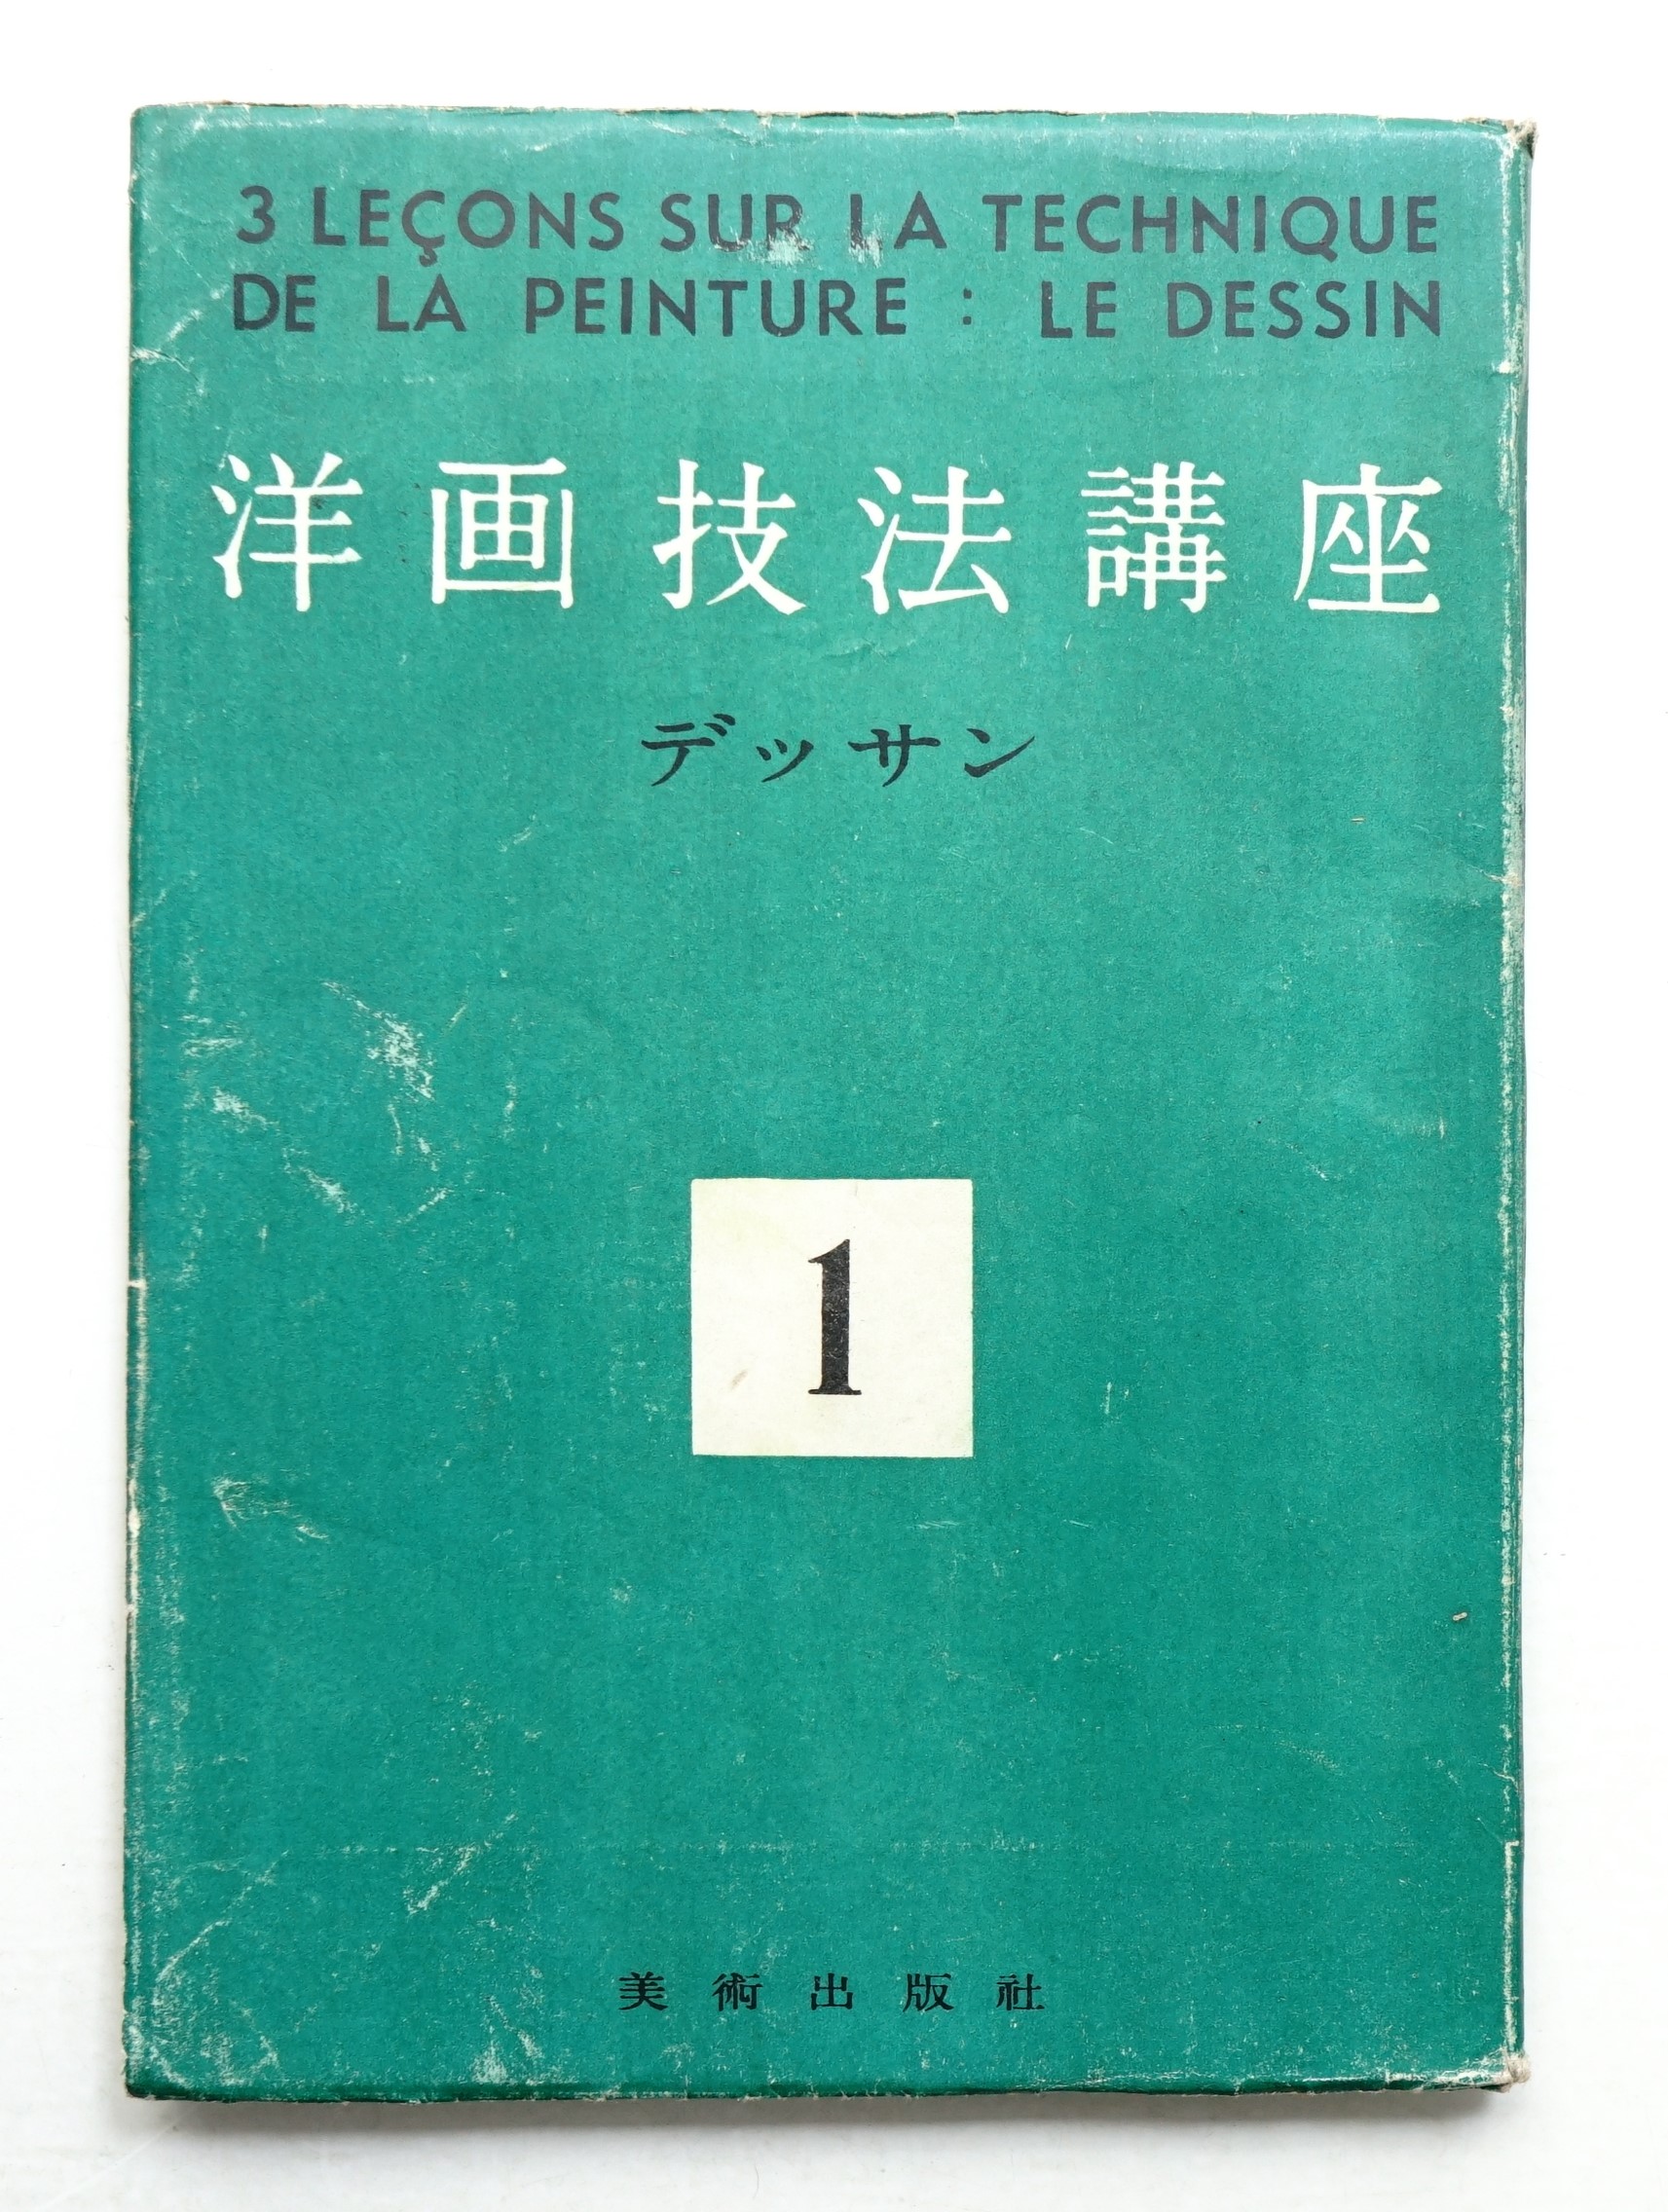 3 LEÇONS SUR LA TECHNIQUE
DE LA PEINTURE : LE DESSIN
洋画技法講座
デッサン
1
美術出版社